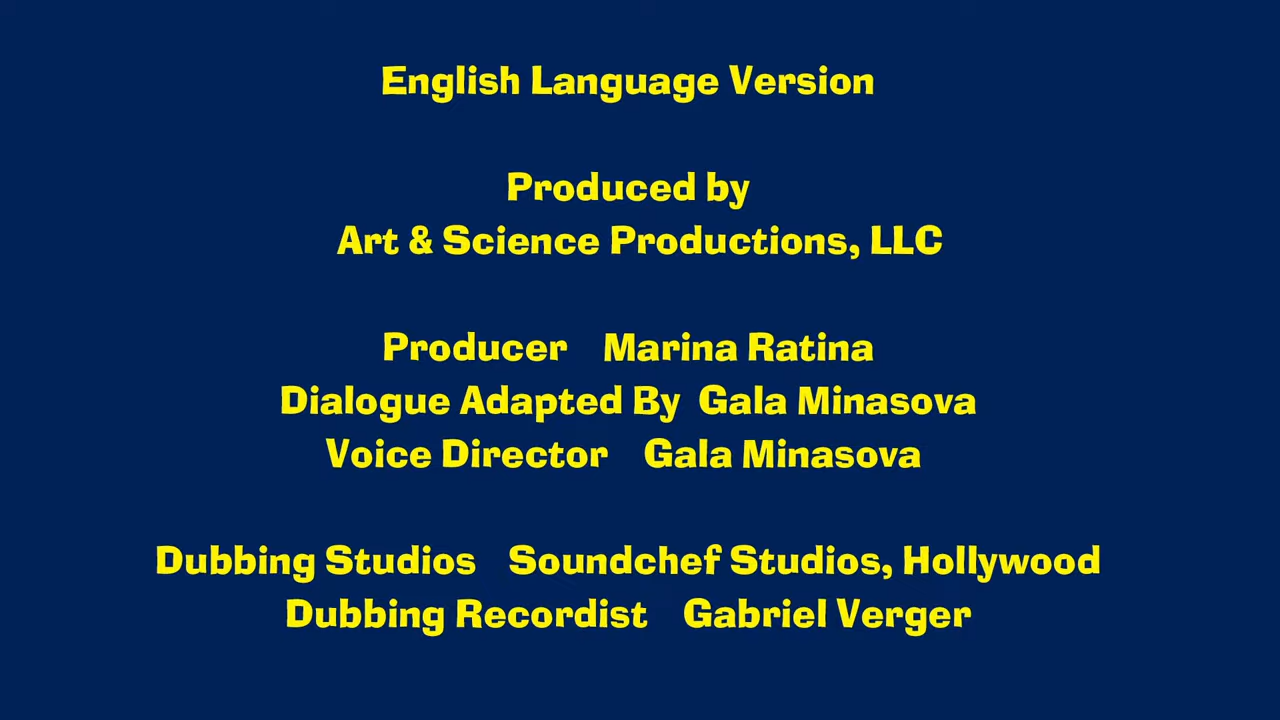 English Language Version
Produced by
Art & Science Productions, LLC
Producer Marina Ratina
Dialogue Adapted By Gala Minasova
Voice Director Gala Minasova
Dubbing Studios Soundchef Studios, Hollywood
Dubbing Recordist Gabriel Verger